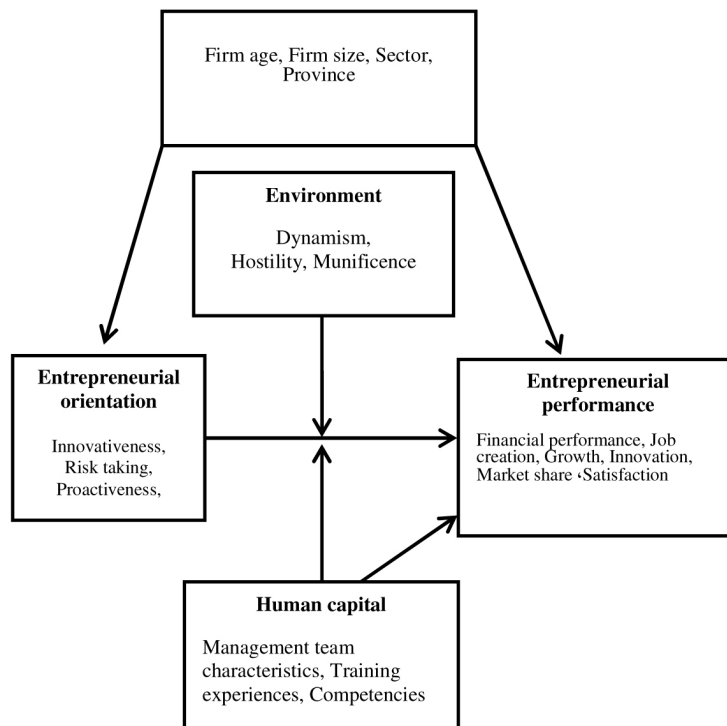 Firm age, Firm size, Sector,
Province
Environment
Dynamism,
Hostility, Munificence
Entrepreneurial
orientation
Innovativeness,
Risk taking,
Proactiveness,
Entrepreneurial
performance
Financial performance, Job
creation, Growth, Innovation,
Market share ،Satisfaction
Human capital
Management team
characteristics, Training
experiences, Competencies